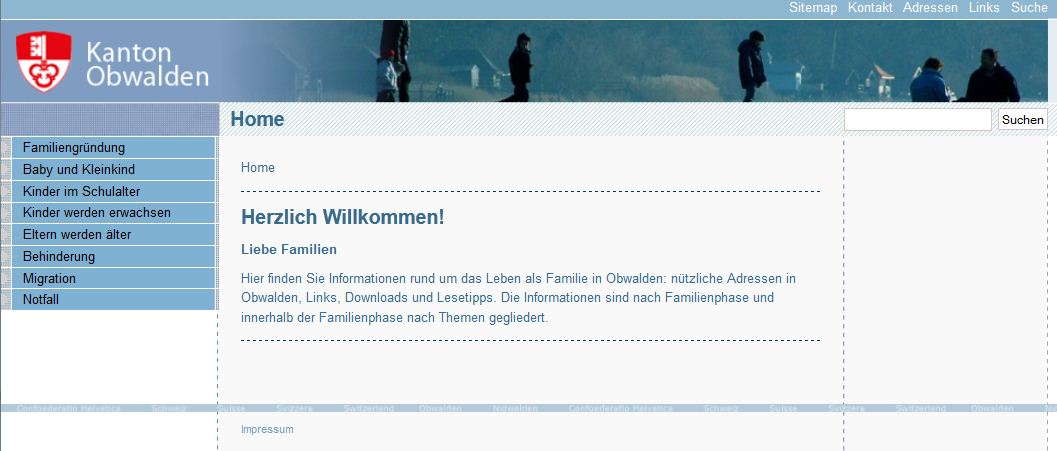 Sitemap Kontakt Adressen Links Suche
Kanton
Obwalden
Home
Suchen
Familiengründung
Baby und Kleinkind
Kinder im Schulalter
Kinder werden erwachsen
Eltern werden älter
Behinderung
Migration
Notfall
Home
Herzlich Willkommen!
Liebe Familien
Hier finden Sie Informationen rund um das Leben als Familie in Obwalden: nützliche Adressen in
Obwalden, Links, Downloads und Lesetipps. Die Informationen sind nach Familienphase und
innerhalb der Familienphase nach Themen gegliedert.
Confoederatio Helvetica Schweiz Suisse Svizzera Switzerland Obwalden Nidwalden Confoederatio Helvetica Schweiz Suisse Svizzera Switzerland Obwalden
Impressum